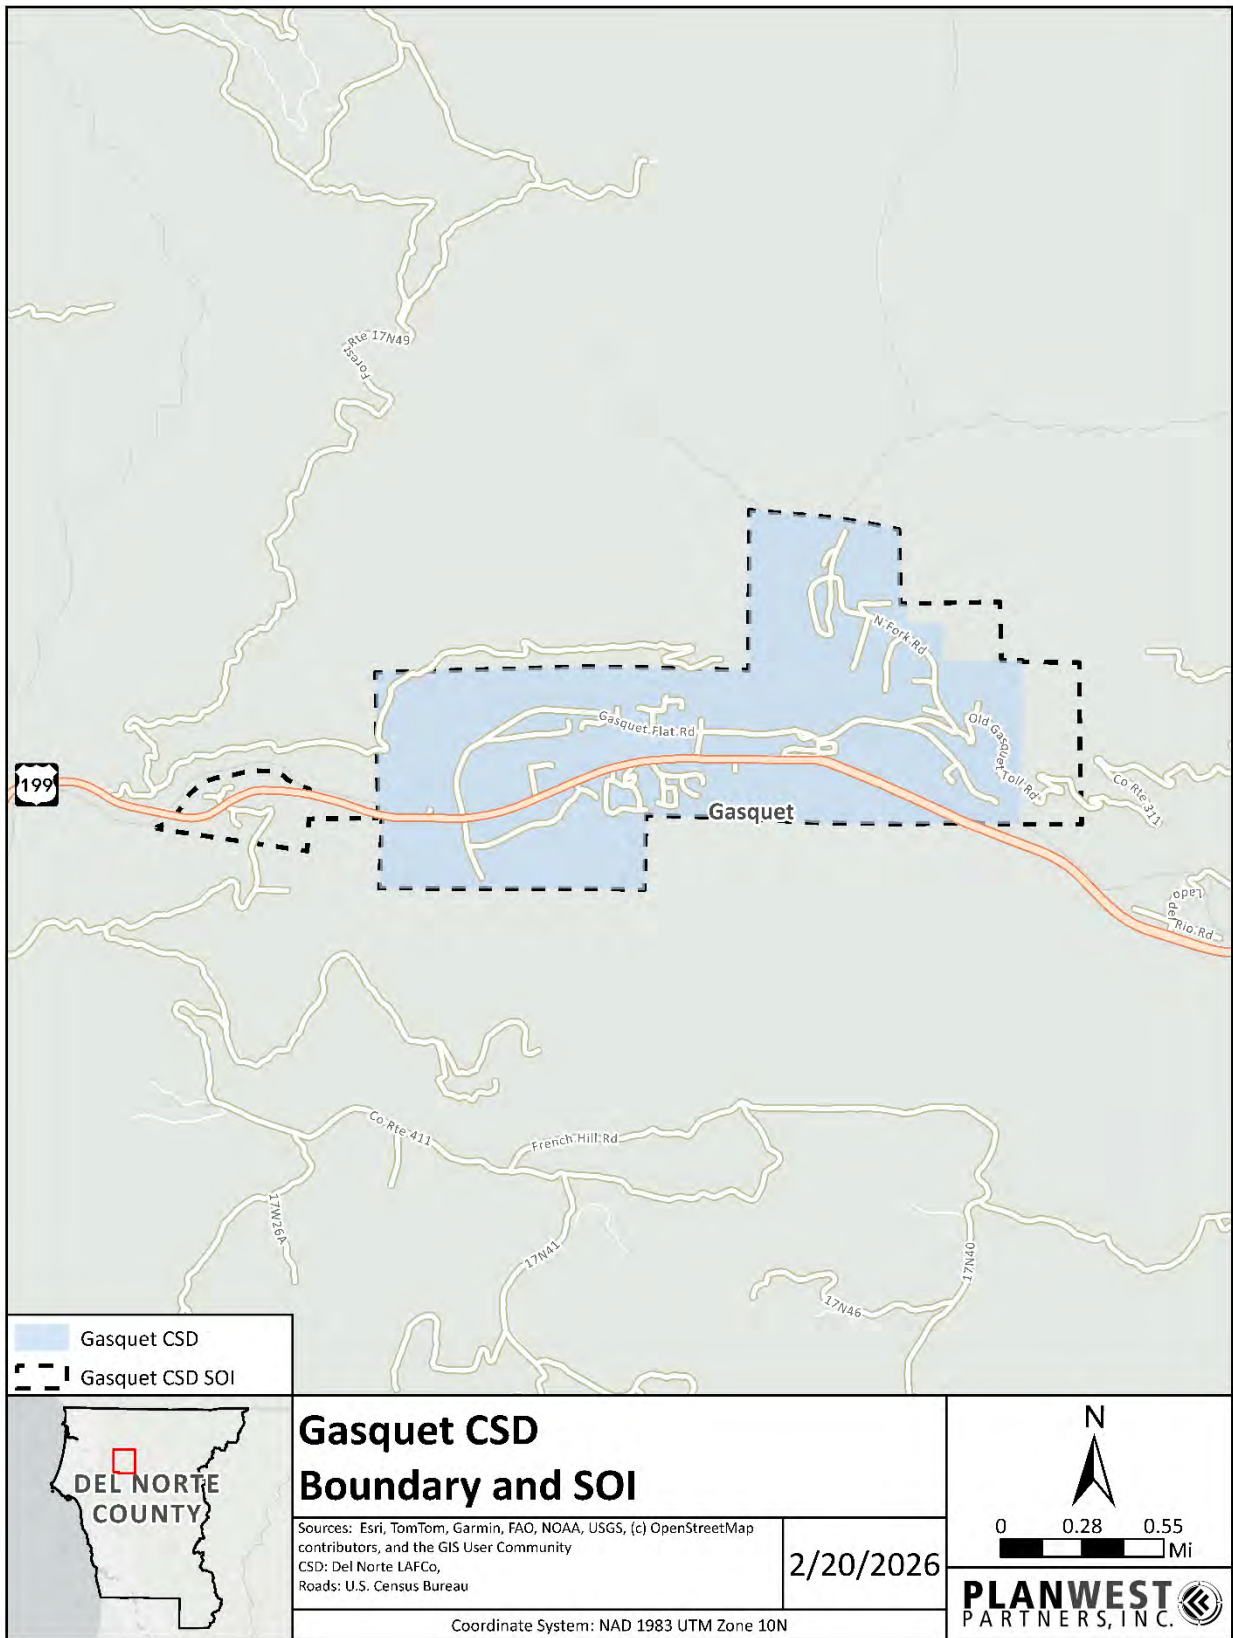 Forest Rte 17N49
N Fork Rd
Gasquet Flat Rd
Old Gasquet Toll Rd
Co Rte 311
199
Gasquet
Lado del Rio Rd
Co Rte 411
French Hill Rd
17W26A
17N41
17N40
17N46
Gasquet CSD
Gasquet CSD SOI
DEL NORTE
COUNTY
Gasquet CSD
Boundary and SOI
Sources: Esri, TomTom, Garmin, FAO, NOAA, USGS, (c) OpenStreetMap
contributors, and the GIS User Community
CSD: Del Norte LAFCo,
Roads: U.S. Census Bureau
2/20/2026
Coordinate System: NAD 1983 UTM Zone 10N
N
0 0.28 0.55
Mi
PLANWEST
PARTNERS, INC.